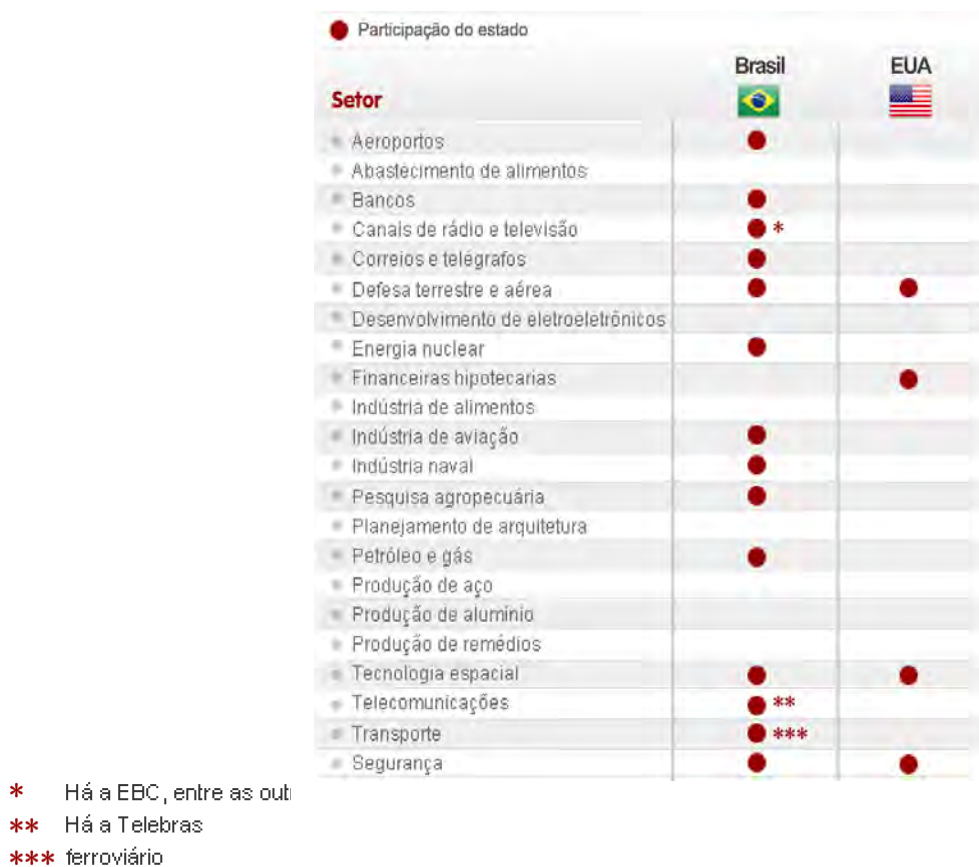 Participação do estado
Brasil EUA
Setor
Aeroportos
Abastecimento de alimentos
Bancos
Canais de rádio e televisão *
Correios e telégrafos
Defesa terrestre e aérea
Desenvolvimento de eletroeletrônicos
Energia nuclear
Financeiras hipotecarias
Indústria de alimentos
Indústria de aviação
Indústria naval
Pesquisa agropecuária
Planejamento de arquitetura
Petróleo e gás
Produção de aço
Produção de alumínio
Produção de remédios
Tecnologia espacial
Telecomunicações **
Transporte ***
Segurança
* Há a EBC, entre as
** Há a Telebras
*** ferroviário